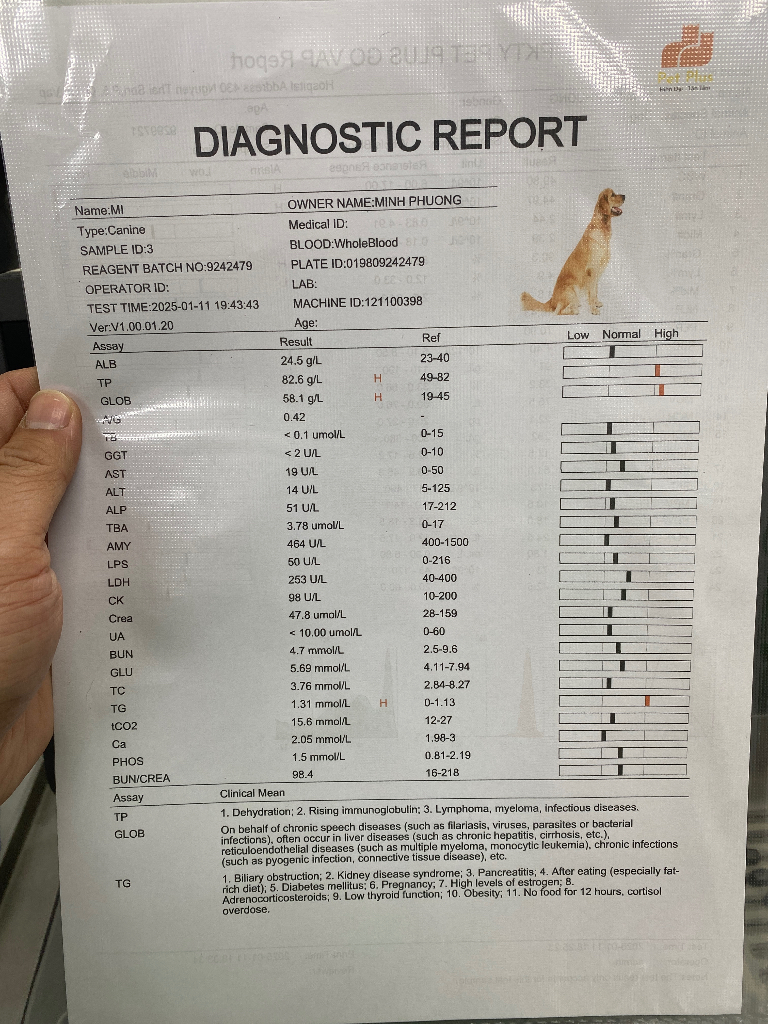 Pet Plus
DIAGNOSTIC REPORT
Name:MI OWNER NAME:MINH PHUONG
Type:Canine Medical ID:
SAMPLE ID:3 BLOOD:WholeBlood
REAGENT BATCH NO:9242479 PLATE ID:019809242479
OPERATOR ID: LAB:
TEST TIME:2025-01-11 19:43:43 MACHINE ID:121100398
Ver:V1.00.01.20 Age:
Assay Result Ref Low Normal High
ALB 24.5 g/L 23-40
TP 82.6 g/L H 49-82
GLOB 58.1 g/L H 19-45
A/G 0.42 -
TB < 0.1 umol/L 0-15
GGT < 2 U/L 0-10
AST 19 U/L 0-50
ALT 14 U/L 5-125
ALP 51 U/L 17-212
TBA 3.78 umol/L 0-17
AMY 464 U/L 400-1500
LPS 50 U/L 0-216
LDH 253 U/L 40-400
CK 98 U/L 10-200
Crea 47.8 umol/L 28-159
UA < 10.00 umol/L 0-60
BUN 4.7 mmol/L 2.5-9.6
GLU 5.69 mmol/L 4.11-7.94
TC 3.76 mmol/L 2.84-8.27
TG 1.31 mmol/L H 0-1.13
tCO2 15.6 mmol/L 12-27
Ca 2.05 mmol/L 1.98-3
PHOS 1.5 mmol/L 0.81-2.19
BUN/CREA 98.4 16-218
Assay Clinical Mean
TP 1. Dehydration; 2. Rising immunoglobulin; 3. Lymphoma, myeloma, infectious diseases.
GLOB On behalf of chronic speech diseases (such as filariasis, viruses, parasites or bacterial
infections), often occur in liver diseases (such as chronic hepatitis, cirrhosis, etc.),
reticuloendothelial diseases (such as multiple myeloma, monocytic leukemia), chronic infections
(such as pyogenic infection, connective tissue disease), etc.
TG 1. Biliary obstruction; 2. Kidney disease syndrome; 3. Pancreatitis; 4. After eating (especially fat-
rich diet); 5. Diabetes mellitus; 6. Pregnancy; 7. High levels of estrogen; 8.
Adrenocorticosteroids; 9. Low thyroid function; 10. Obesity; 11. No food for 12 hours, cortisol
overdose.